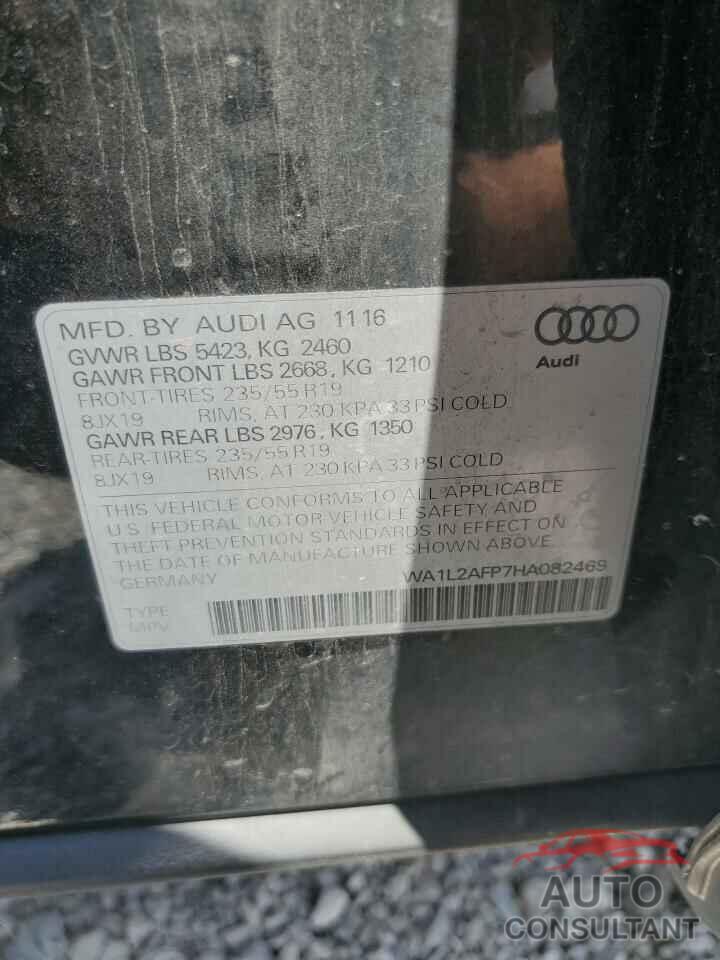 MFD. BY AUDI AG 11 16
GVWR LBS 5423, KG 2460
GAWR FRONT LBS 2668, KG 1210
FRONT-TIRES 235/55 R19
8JX19 RIMS, AT 230 KPA 33 PSI COLD
GAWR REAR LBS 2976, KG 1350
REAR-TIRES 235/55 R19
8JX19 RIMS, AT 230 KPA 33 PSI COLD
Audi
THIS VEHICLE CONFORMS TO ALL APPLICABLE
U.S. FEDERAL MOTOR VEHICLE SAFETY AND
THEFT PREVENTION STANDARDS IN EFFECT ON
THE DATE OF MANUFACTURE SHOWN ABOVE.
GERMANY WA1L2AFP7HA082469
TYPE
MPV
AUTO
CONSULTANT